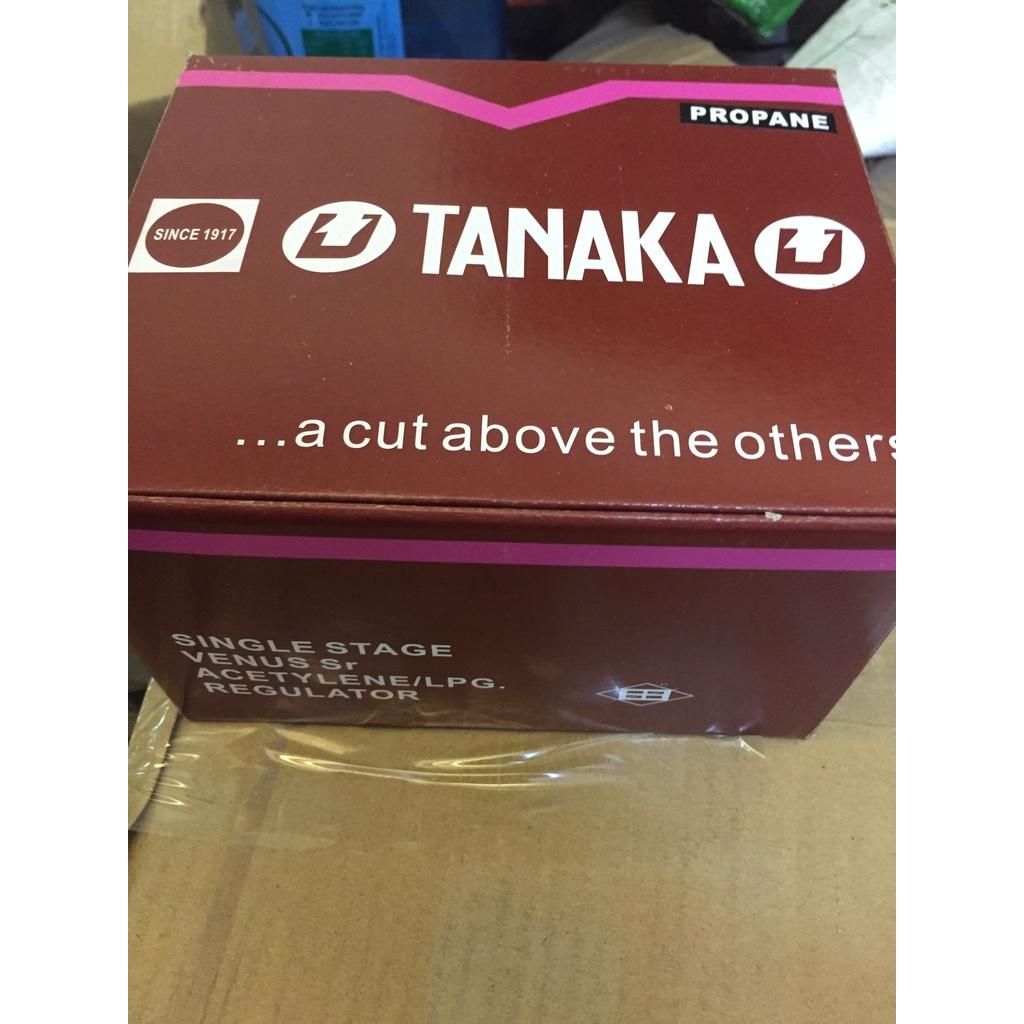 PROPANE
SINCE 1917
TANAKA
...a cut above the others
SINGLE STAGE
VENUS Sr
ACETYLENE/LPG.
REGULATOR